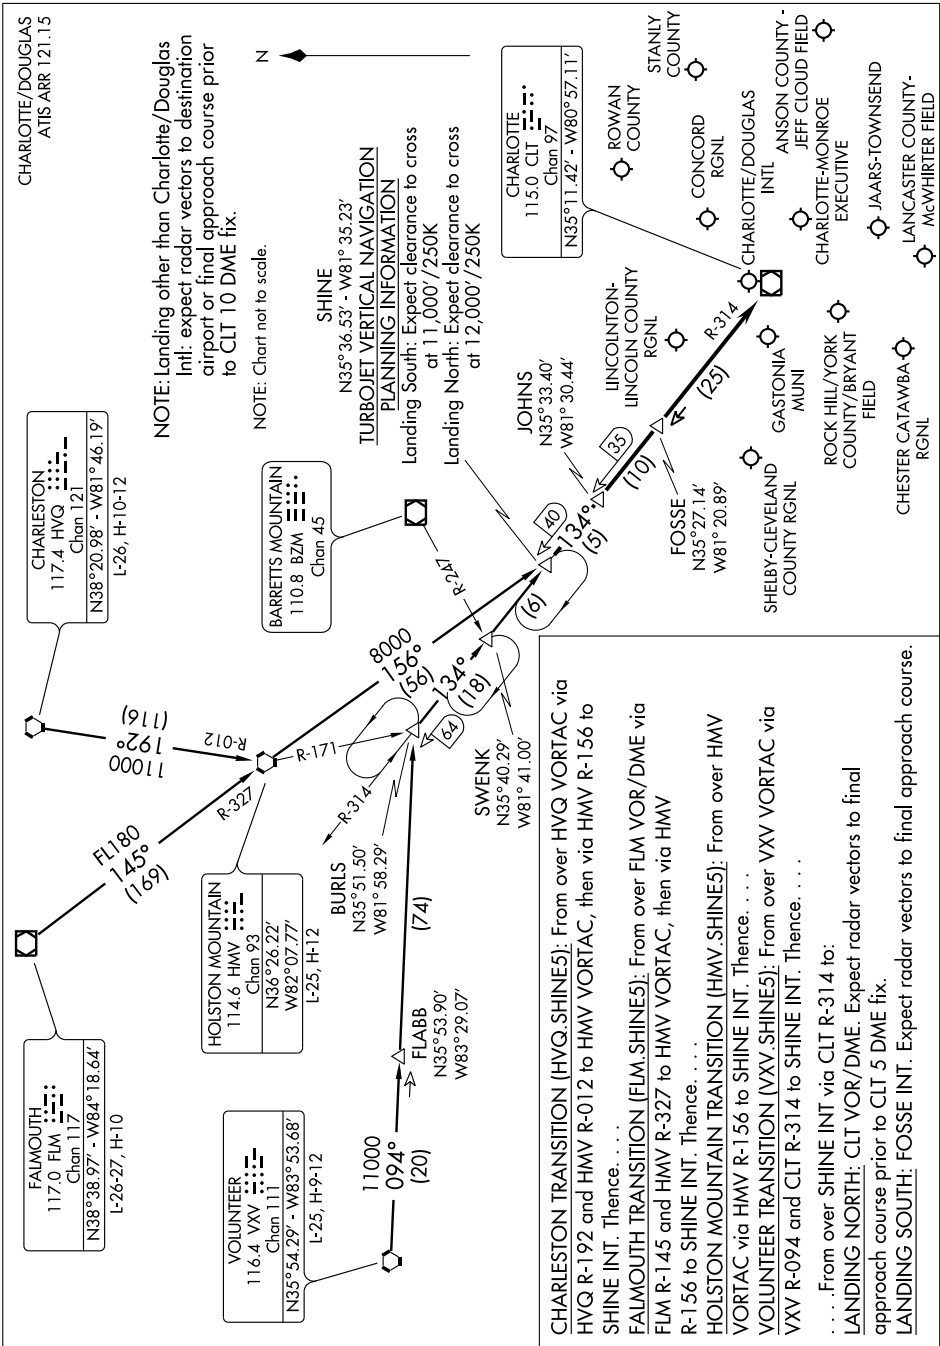 CHARLOTTE/DOUGLAS
ATIS ARR 121.15
NOTE: Landing other than Charlotte/Douglas
Intl: expect radar vectors to destination
airport or final approach course prior
to CLT 10 DME fix.
NOTE: Chart not to scale.
N
FALMOUTH
117.0 FLM
Chan 117
N38°38.97' - W84°18.64'
L-26-27, H-10
CHARLESTON
117.4 HVQ
Chan 121
N38°20.98' - W81°46.19'
L-26, H-10-12
FL180
145°
(169)
R-327
11000
192°
(116)
R-012
HOLSTON MOUNTAIN
114.6 HMV
Chan 93
N36°26.22'
W82°07.77'
L-25, H-12
VOLUNTEER
116.4 VXV
Chan 111
N35°54.29' - W83°53.68'
L-25, H-9-12
11000
094°
(20)
FLABB
N35°53.90'
W83°29.07'
(74)
BURLS
N35°51.50'
W81°58.29'
R-314
R-171
64
8000
156°
(56)
134°
(18)
SWENK
N35°40.29'
W81°41.00'
BARRETTS MOUNTAIN
110.8 BZM
Chan 45
R-247
(6)
SHINE
N35°36.53' - W81°35.23'
TURBOJET VERTICAL NAVIGATION
PLANNING INFORMATION
Landing South: Expect clearance to cross
at 11,000'/250K
Landing North: Expect clearance to cross
at 12,000'/250K
40
134°
(5)
JOHNS
N35°33.40'
W81°30.44'
35
(10)
FOSSE
N35°27.14'
W81°20.89'
(25)
R-314
CHARLOTTE
115.0 CLT
Chan 97
N35°11.42' - W80°57.11'
ROWAN
COUNTY
STANLY
COUNTY
CONCORD
RGNL
LINCOLNTON-
LINCOLN COUNTY
RGNL
CHARLOTTE/DOUGLAS
INTL
ANSON COUNTY-
JEFF CLOUD FIELD
CHARLOTTE-MONROE
EXECUTIVE
JAARS-TOWNSEND
LANCASTER COUNTY-
McWHIRTER FIELD
GASTONIA
MUNI
SHELBY-CLEVELAND
COUNTY RGNL
ROCK HILL/YORK
COUNTY/BRYANT
FIELD
CHESTER CATAWBA
RGNL
CHARLESTON TRANSITION (HVQ.SHINE5): From over HVQ VORTAC via
HVQ R-192 and HMV R-012 to HMV VORTAC, then via HMV R-156 to
SHINE INT. Thence. . . .
FALMOUTH TRANSITION (FLM.SHINE5): From over FLM VOR/DME via
FLM R-145 and HMV R-327 to HMV VORTAC, then via HMV
R-156 to SHINE INT. Thence. . . .
HOLSTON MOUNTAIN TRANSITION (HMV.SHINE5): From over HMV
VORTAC via HMV R-156 to SHINE INT. Thence. . . .
VOLUNTEER TRANSITION (VXV.SHINE5): From over VXV VORTAC via
VXV R-094 and CLT R-314 to SHINE INT. Thence. . . .
. . . .From over SHINE INT via CLT R-314 to:
LANDING NORTH: CLT VOR/DME. Expect radar vectors to final
approach course prior to CLT 5 DME fix.
LANDING SOUTH: FOSSE INT. Expect radar vectors to final approach course.